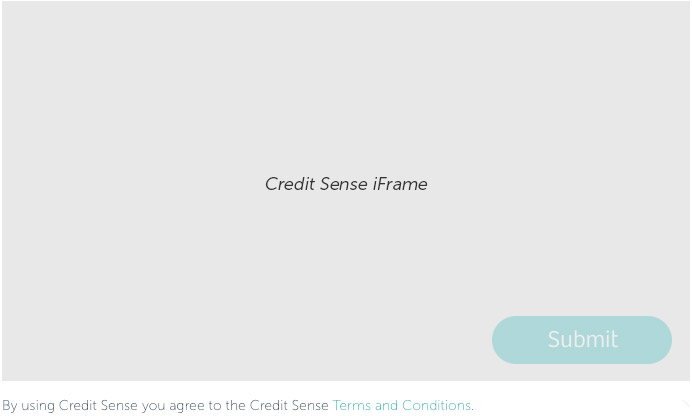 Credit Sense iFrame
Submit
By using Credit Sense you agree to the Credit Sense Terms and Conditions.